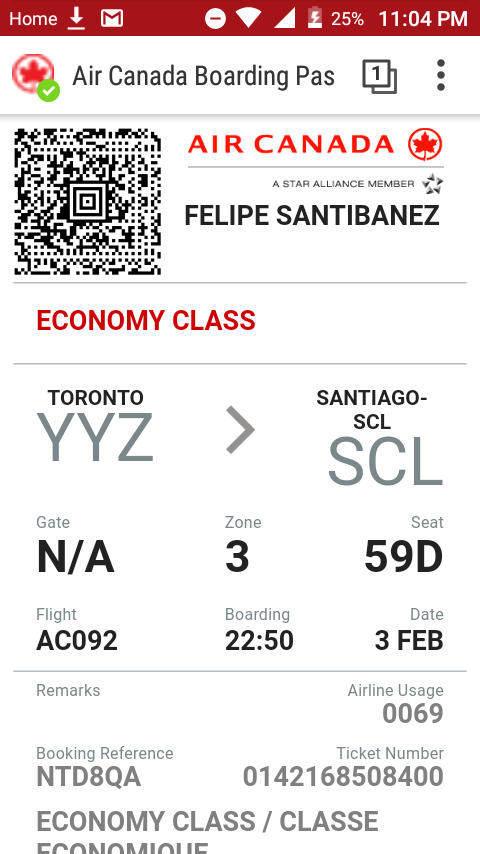 Home 25% 11:04 PM
Air Canada Boarding Pas 1
AIR CANADA
A STAR ALLIANCE MEMBER
FELIPE SANTIBANEZ
ECONOMY CLASS
TORONTO SANTIAGO-
SCL
YYZ > SCL
Gate Zone Seat
N/A 3 59D
Flight Boarding Date
AC092 22:50 3 FEB
Remarks Airline Usage
0069
Booking Reference Ticket Number
NTD8QA 0142168508400
ECONOMY CLASS / CLASSE
ECONOMIQUE